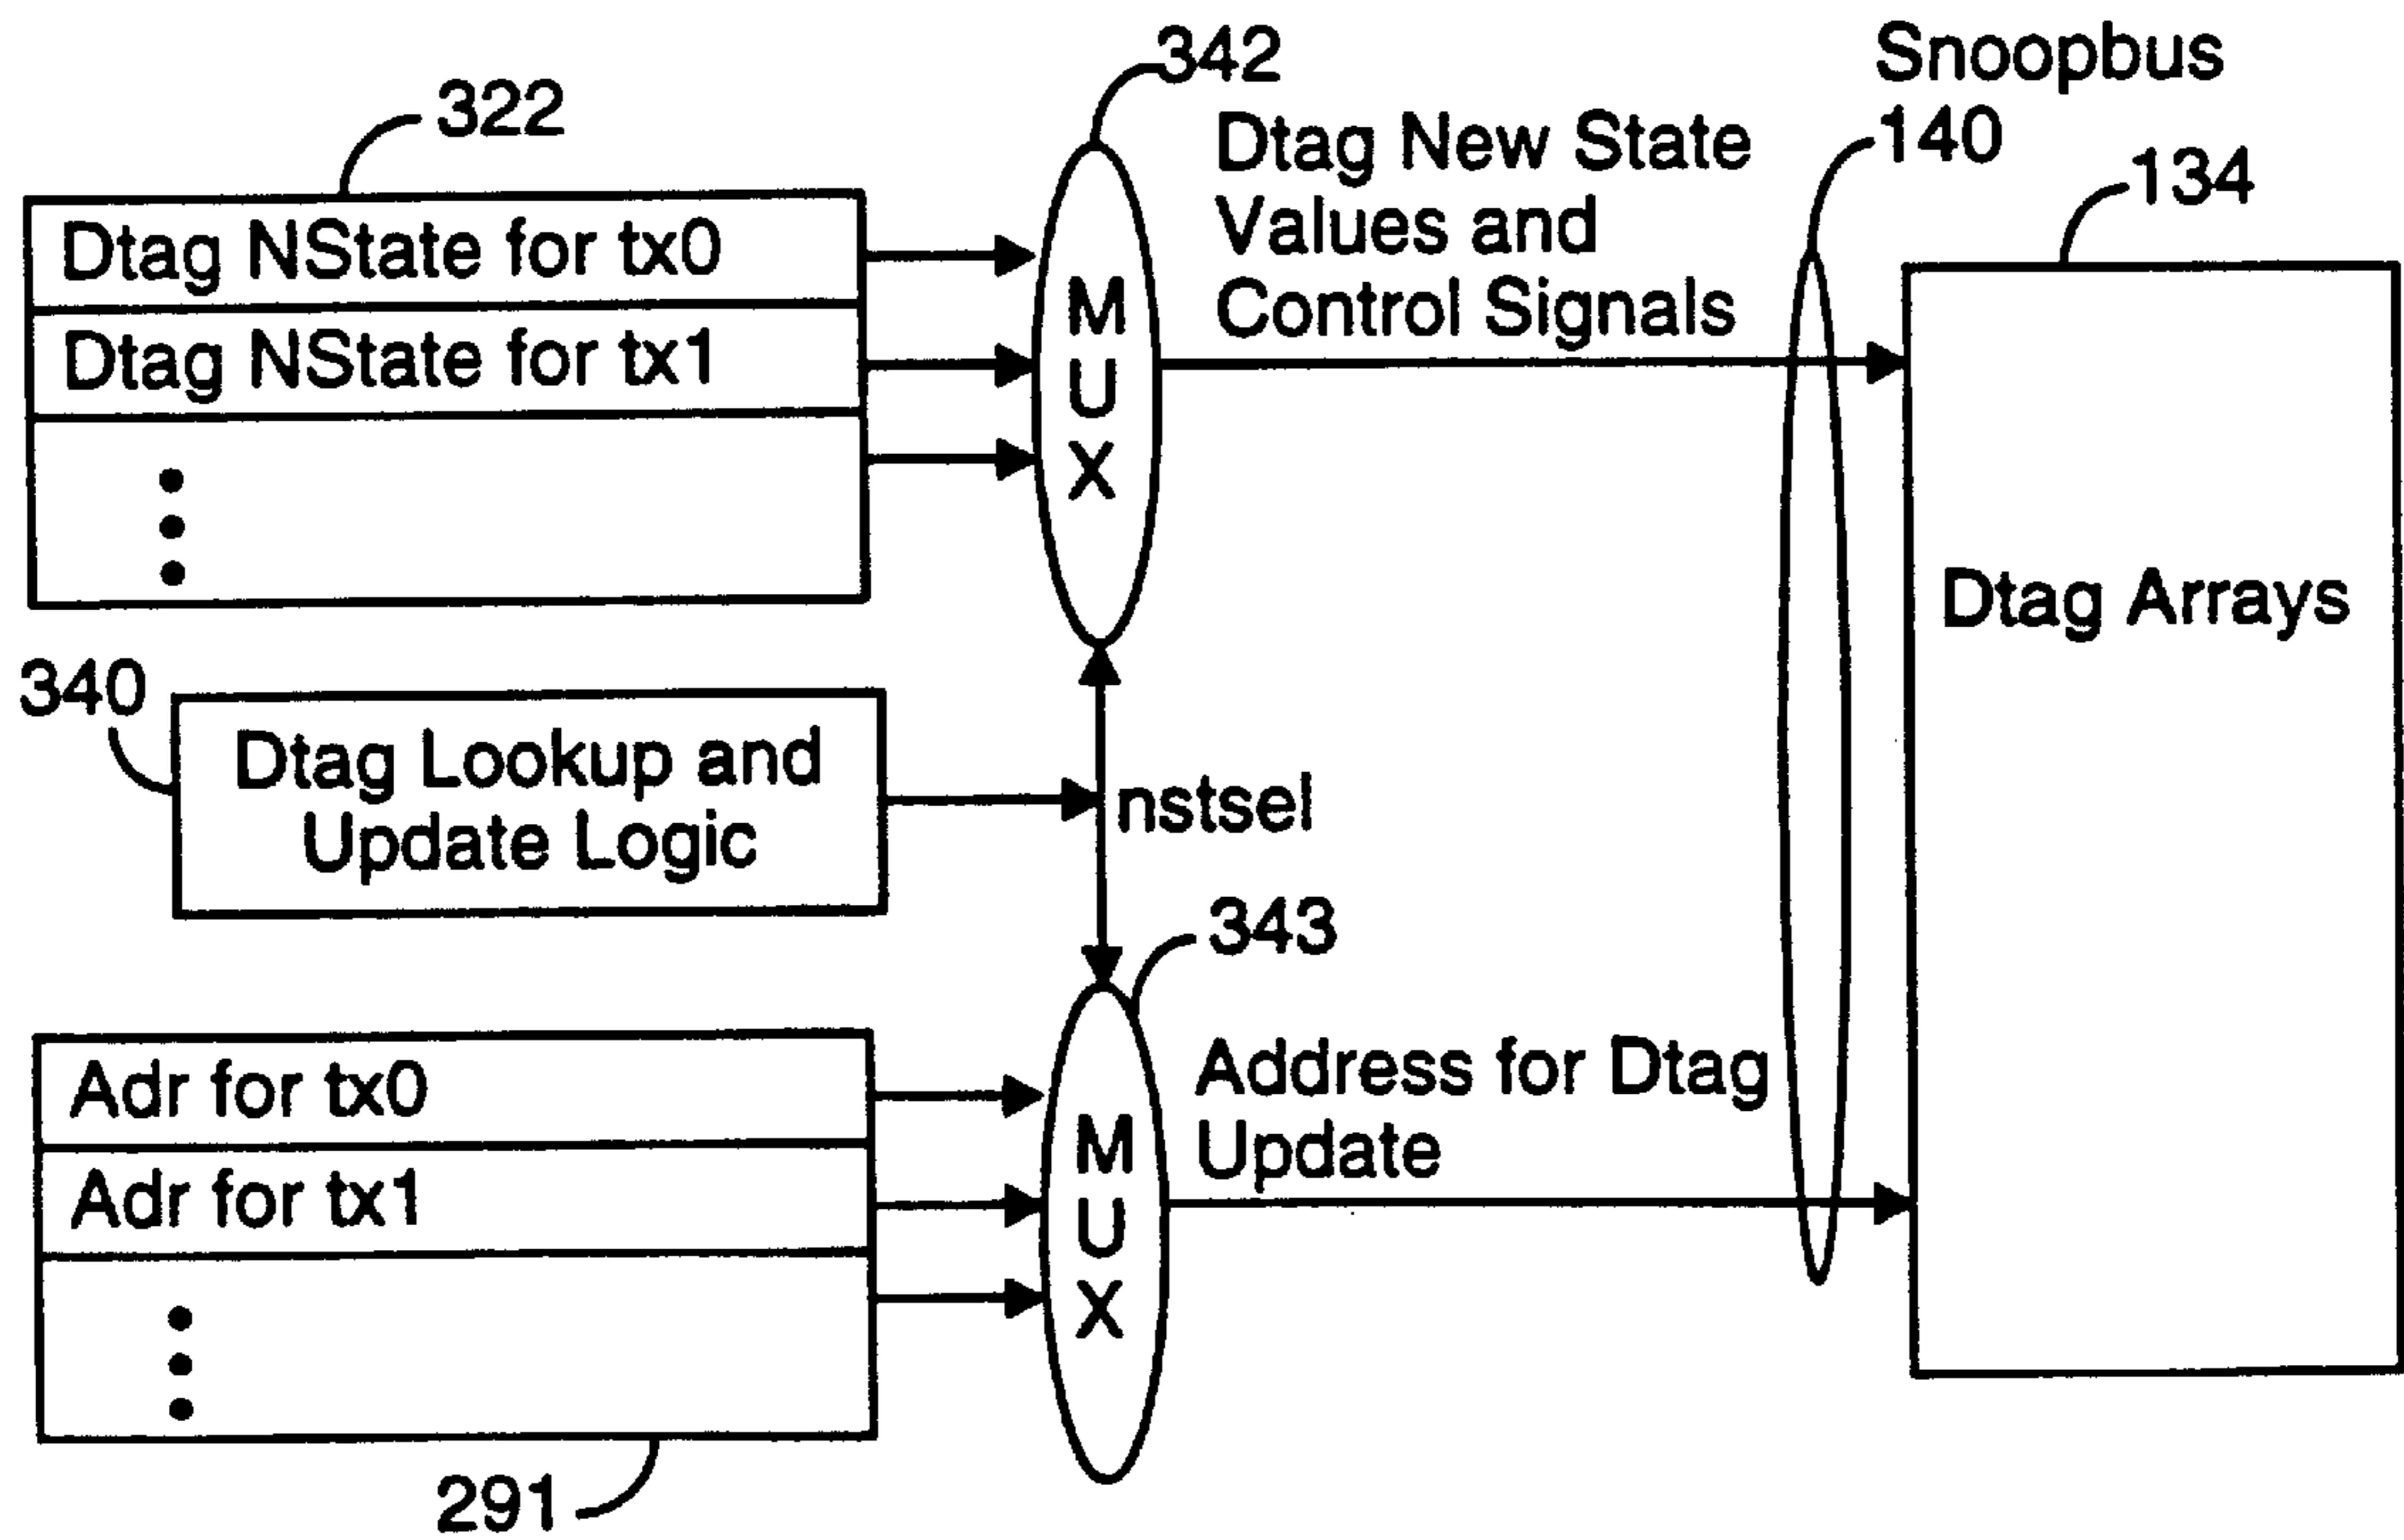 322
342
Snoopbus
140
134
Dtag New State
Values and
Control Signals
Dtag NState for tx0
Dtag NState for tx1
M
U
X
Dtag Arrays
340
Dtag Lookup and
Update Logic
nstsel
343
Adr for tx0
Adr for tx1
M
U
X
Address for Dtag
Update
291